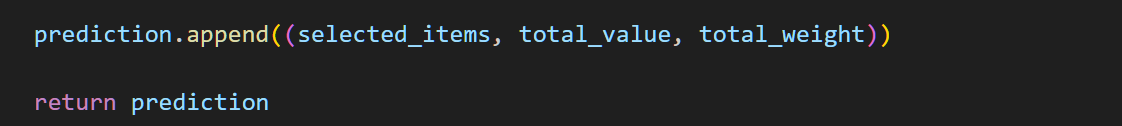 prediction.append((selected_items, total_value, total_weight))
return prediction